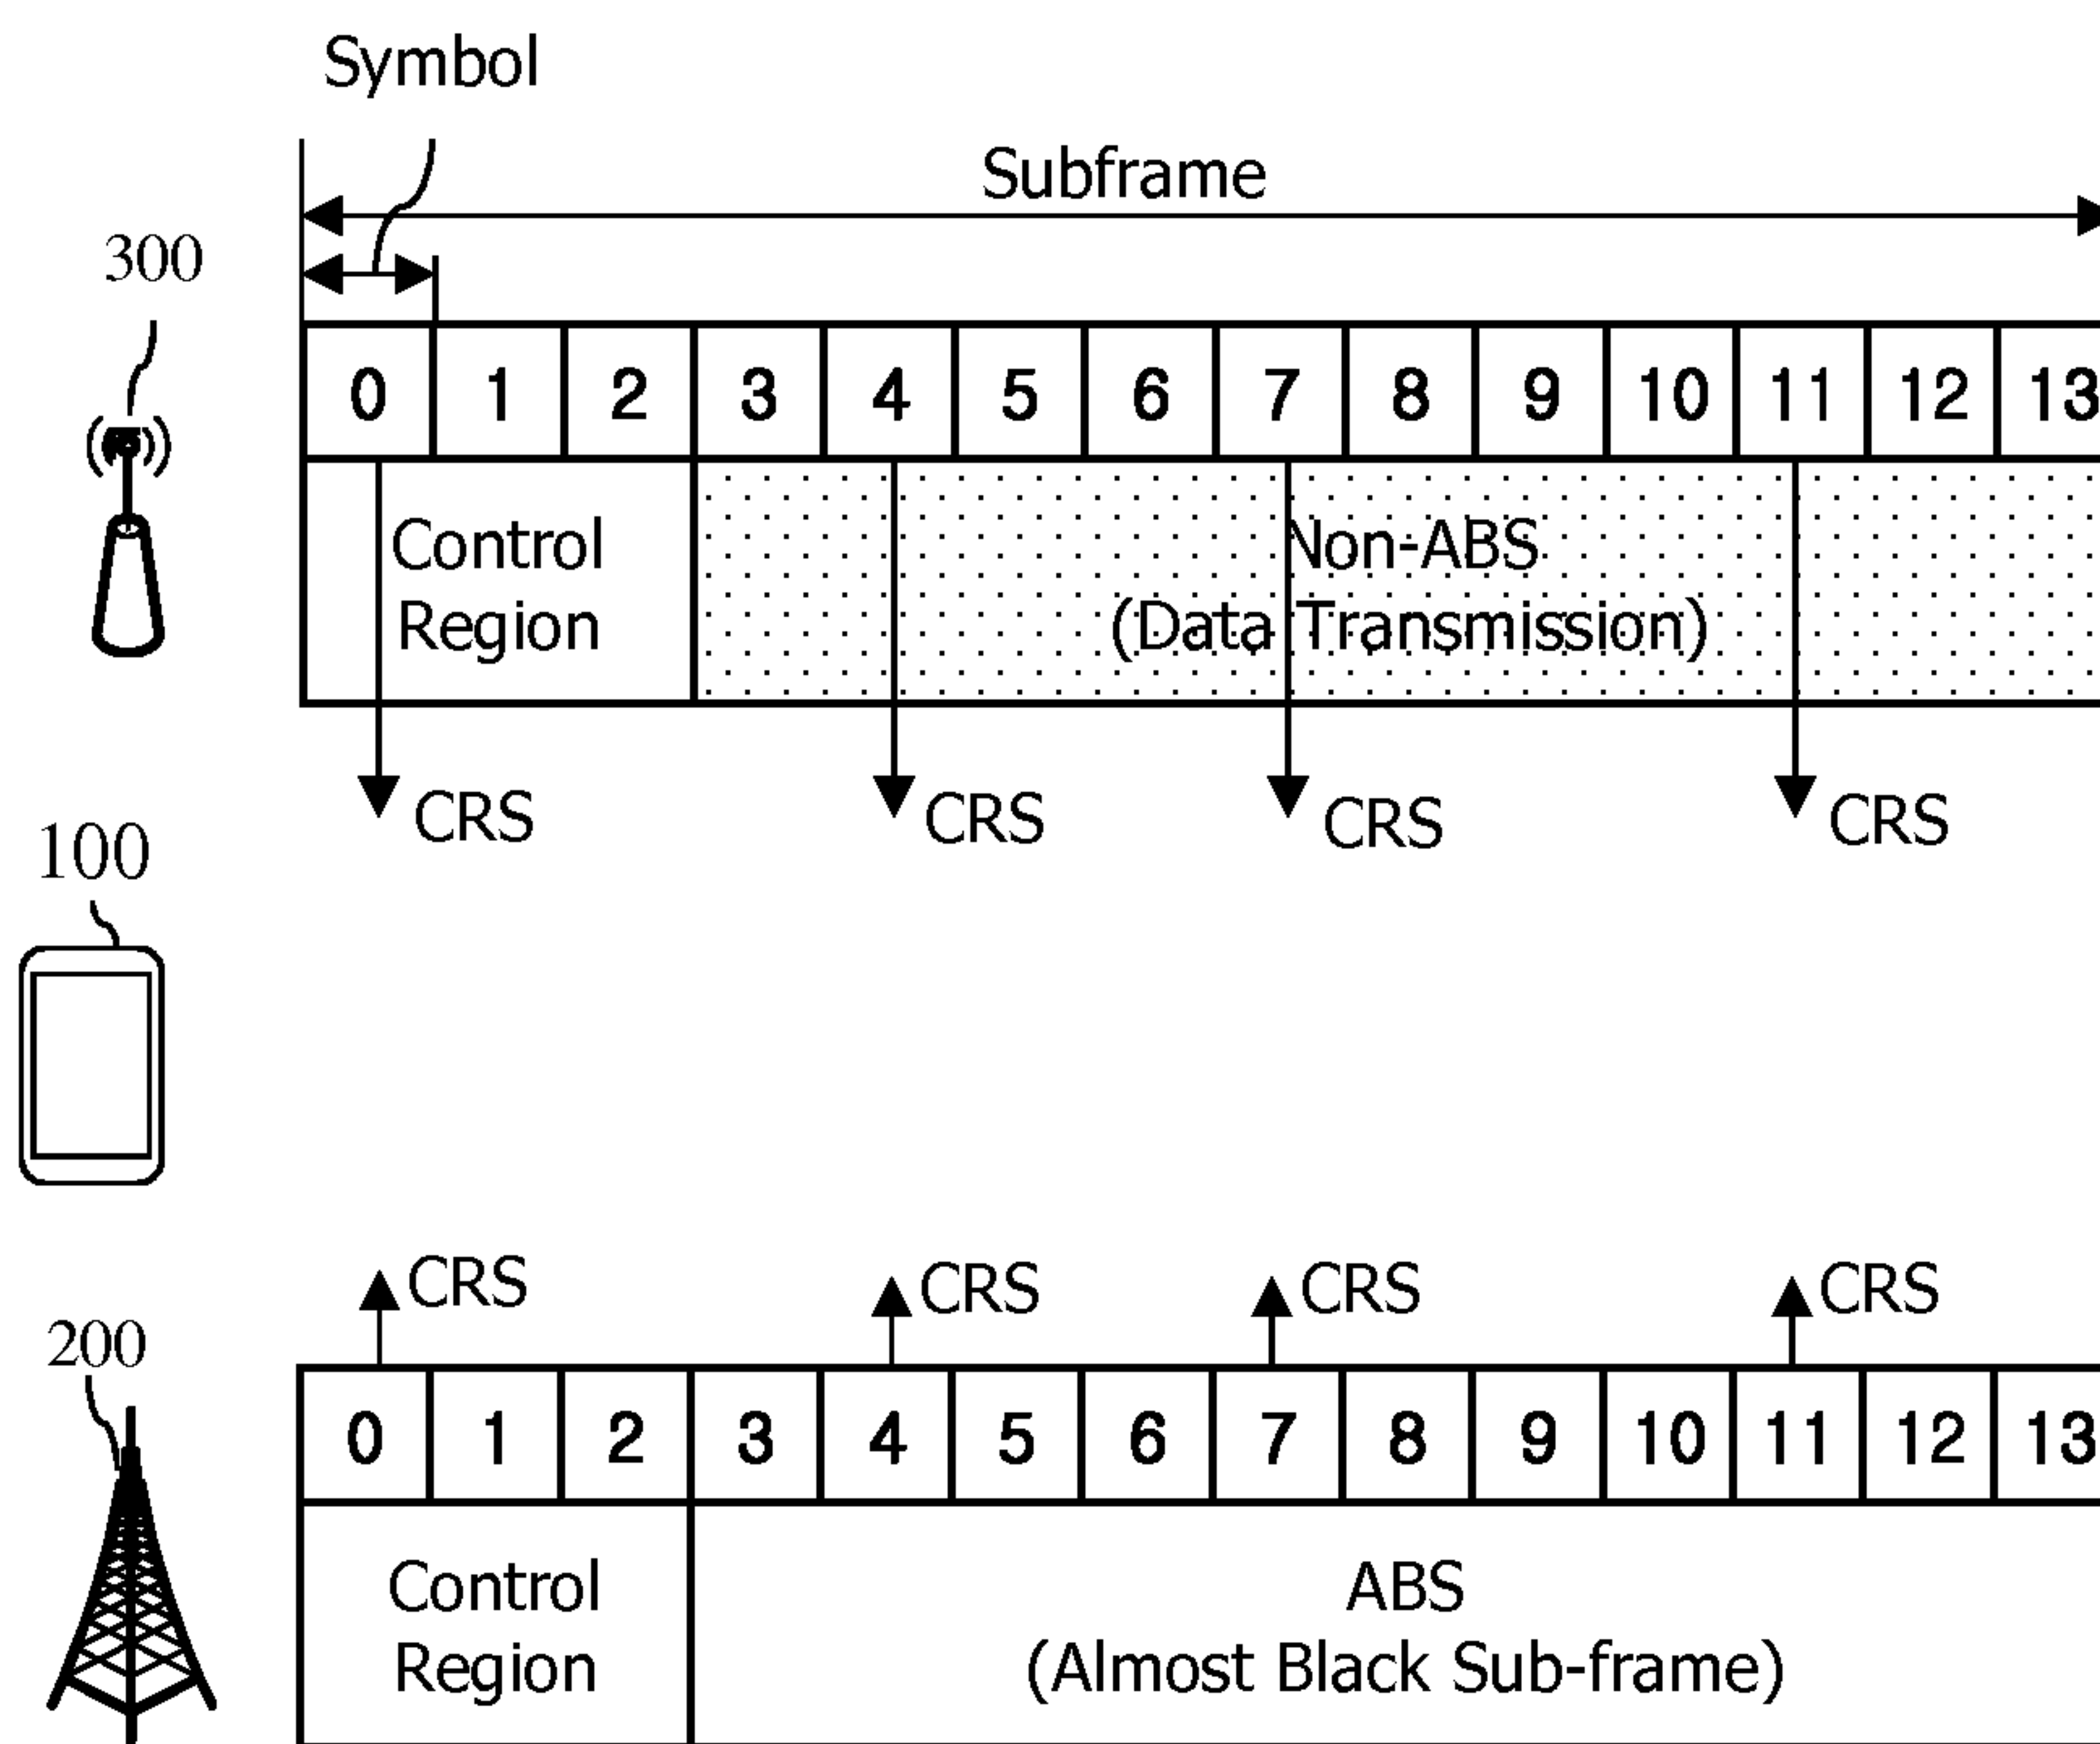 Symbol
Subframe
300
0 1 2 3 4 5 6 7 8 9 10 11 12 13
Control
Region
Non-ABS
(Data Transmission)
CRS CRS CRS CRS
100
CRS CRS CRS CRS
200
0 1 2 3 4 5 6 7 8 9 10 11 12 13
Control
Region
ABS
(Almost Black Sub-frame)